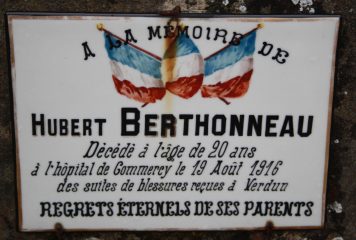 A LA MÉMOIRE DE
HUBERT BERTHONNEAU
Décédé à l'âge de 20 ans
à l'hôpital de Commercy le 19 Août 1916
des suites de blessures reçues à Verdun
REGRETS ÉTERNELS DE SES PARENTS